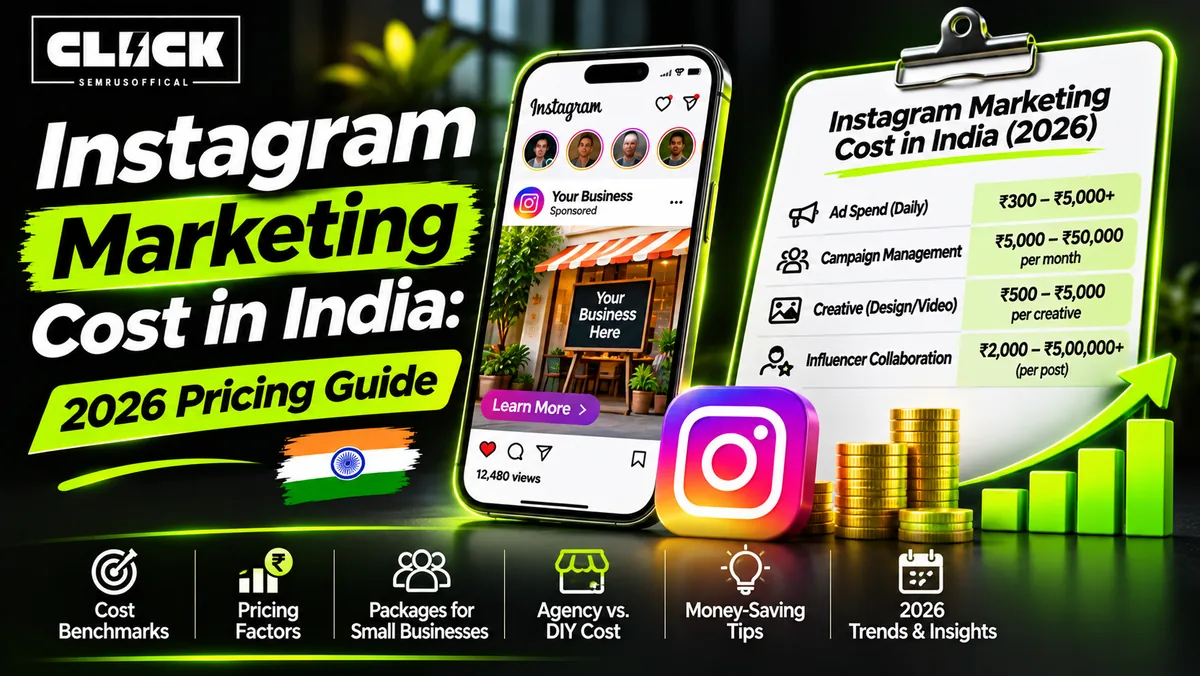 CLICK
SEMRUSOFFICAL
Instagram
Marketing
Cost in India:
2026 Pricing Guide
Instagram
Your Business
Sponsored
Your
Business
Here
Learn More >
12,480 views
Instagram Marketing
Cost in India (2026)
Ad Spend (Daily)
₹300 – ₹5,000+
Campaign Management
₹5,000 – ₹50,000
per month
Creative (Design/Video)
₹500 – ₹5,000
per creative
Influencer Collaboration
₹2,000 – ₹5,00,000+
(per post)
₹
Cost
Benchmarks
Pricing
Factors
Packages for
Small Businesses
Agency vs.
DIY Cost
Money-Saving
Tips
2026
Trends & Insights